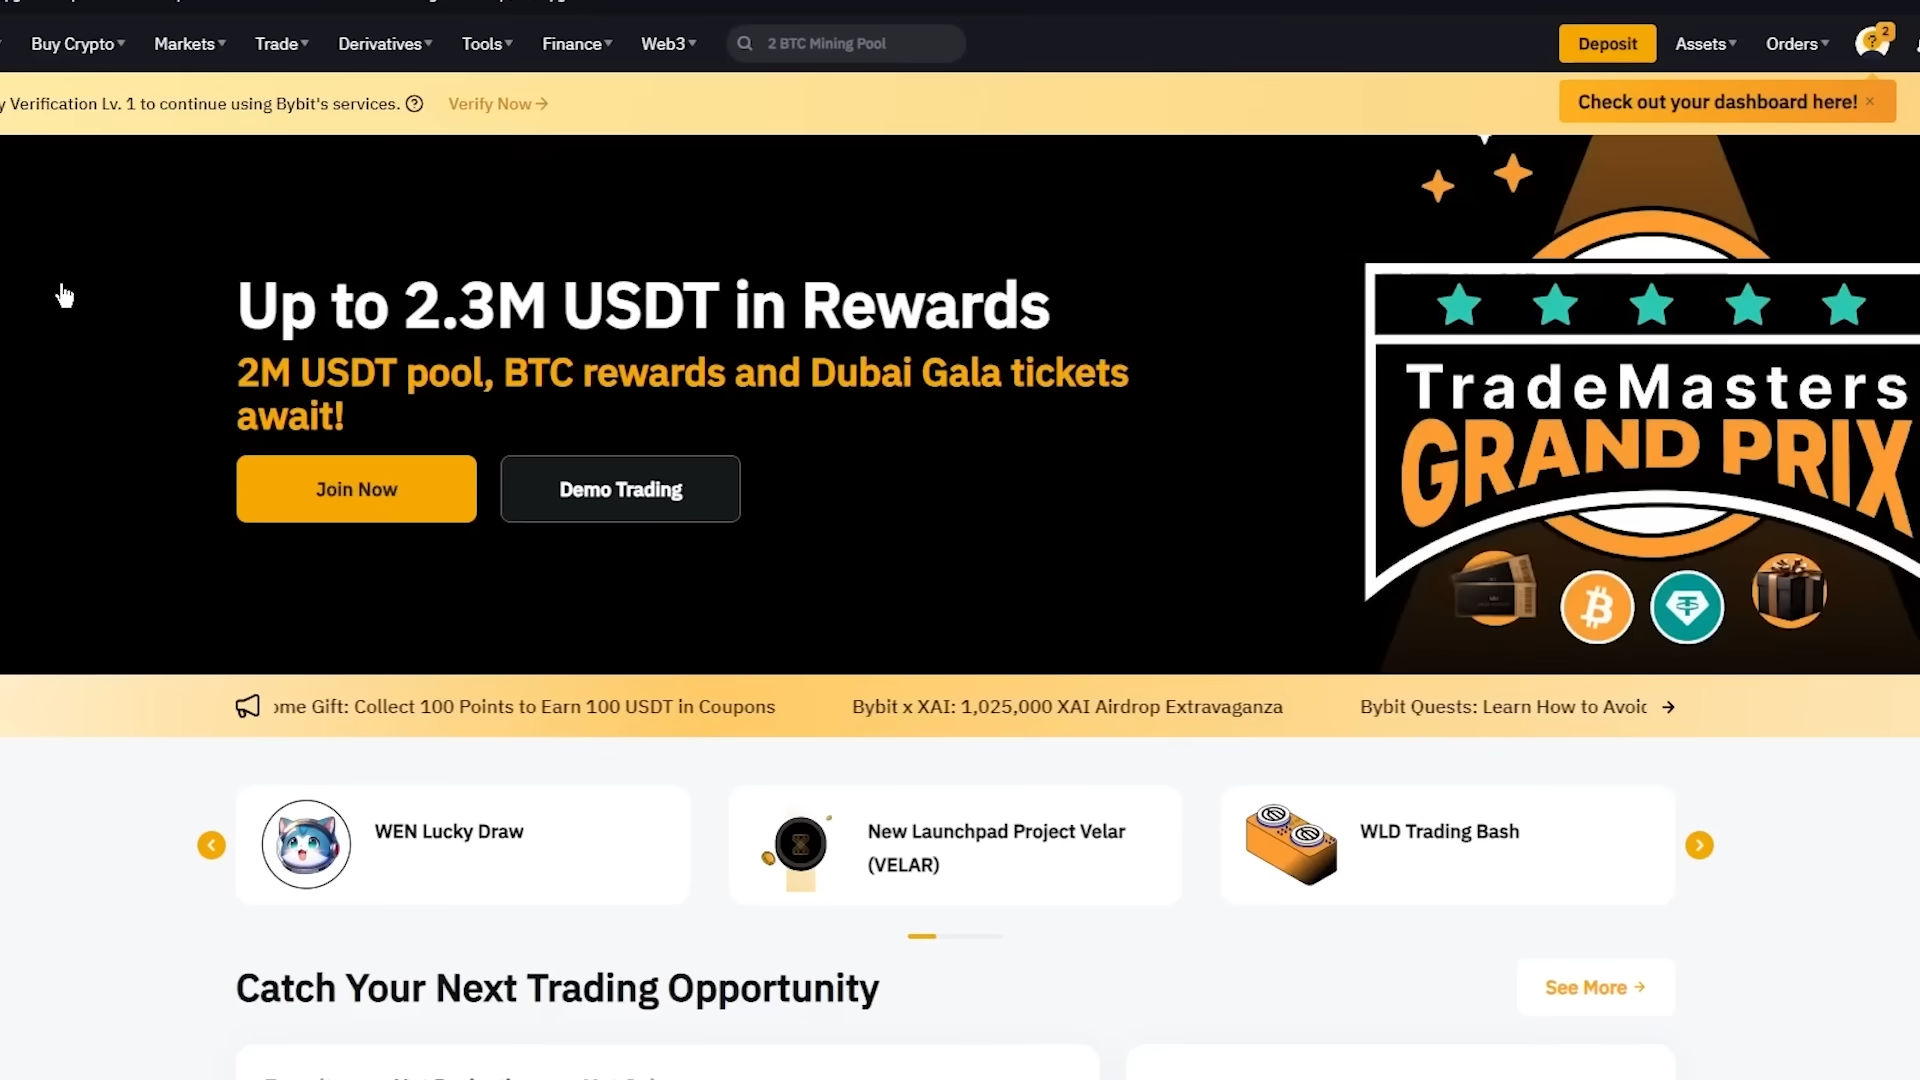 Buy Crypto Markets Trade Derivatives Tools Finance Web3 2 BTC Mining Pool Deposit Assets Orders 2
Verification Lv. 1 to continue using Bybit's services. Verify Now → Check out your dashboard here! ×
Up to 2.3M USDT in Rewards
2M USDT pool, BTC rewards and Dubai Gala tickets
await!
Join Now Demo Trading
TradeMasters
GRAND PRIX
ome Gift: Collect 100 Points to Earn 100 USDT in Coupons Bybit x XAI: 1,025,000 XAI Airdrop Extravaganza Bybit Quests: Learn How to Avoid →
WEN Lucky Draw
New Launchpad Project Velar
(VELAR)
WLD Trading Bash
Catch Your Next Trading Opportunity
See More →